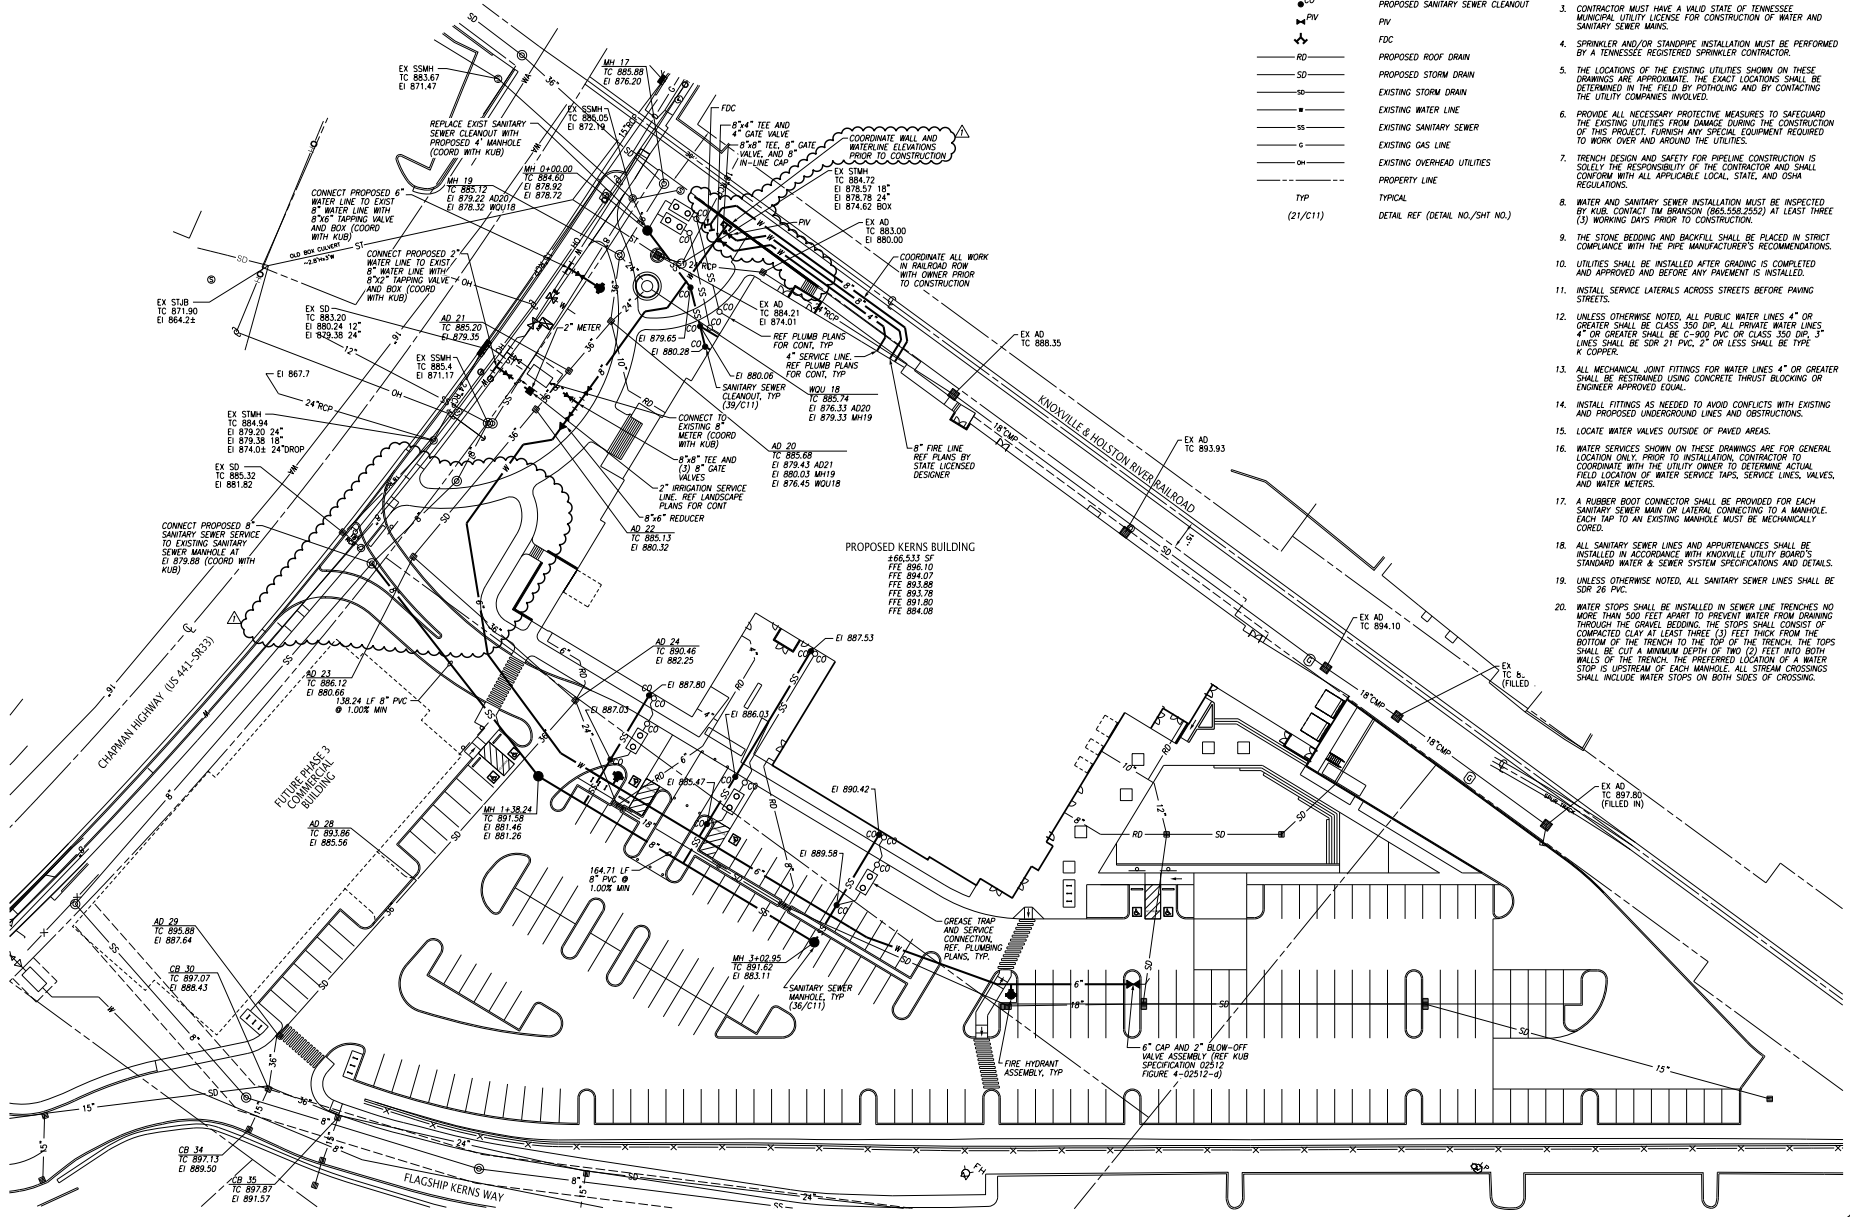 PROPOSED SANITARY SEWER CLEANOUT
PIV
PIV
FDC
RD
PROPOSED ROOF DRAIN
SD
PROPOSED STORM DRAIN
SD
EXISTING STORM DRAIN
W
EXISTING WATER LINE
SS
EXISTING SANITARY SEWER
G
EXISTING GAS LINE
OH
EXISTING OVERHEAD UTILITIES
PROPERTY LINE
TYP
TYPICAL
(21/C11)
DETAIL REF (DETAIL NO./SHT NO.)
3. CONTRACTOR MUST HAVE A VALID STATE OF TENNESSEE
MUNICIPAL UTILITY LICENSE FOR CONSTRUCTION OF WATER AND
SANITARY SEWER MAINS.
4. SPRINKLER AND/OR STANDPIPE INSTALLATION MUST BE PERFORMED
BY A TENNESSEE REGISTERED SPRINKLER CONTRACTOR.
5. THE LOCATIONS OF THE EXISTING UTILITIES SHOWN ON THESE
DRAWINGS ARE APPROXIMATE. THE EXACT LOCATIONS SHALL BE
DETERMINED IN THE FIELD BY POTHOLING AND BY CONTACTING
THE UTILITY COMPANIES INVOLVED.
6. PROVIDE ALL NECESSARY PROTECTIVE MEASURES TO SAFEGUARD
THE EXISTING UTILITIES FROM DAMAGE DURING THE CONSTRUCTION
OF THIS PROJECT. FURNISH ANY SPECIAL EQUIPMENT REQUIRED
TO WORK OVER AND AROUND THE UTILITIES.
7. TRENCH DESIGN AND SAFETY FOR PIPELINE CONSTRUCTION IS
SOLELY THE RESPONSIBILITY OF THE CONTRACTOR AND SHALL
CONFORM WITH ALL APPLICABLE LOCAL, STATE, AND OSHA
REGULATIONS.
8. WATER AND SANITARY SEWER INSTALLATION MUST BE INSPECTED
BY KUB. CONTACT TIM BRANSON (865.558.2552) AT LEAST THREE
(3) WORKING DAYS PRIOR TO CONSTRUCTION.
9. THE STONE BEDDING AND BACKFILL SHALL BE PLACED IN STRICT
COMPLIANCE WITH THE PIPE MANUFACTURER'S RECOMMENDATIONS.
10. UTILITIES SHALL BE INSTALLED AFTER GRADING IS COMPLETED
AND APPROVED AND BEFORE ANY PAVEMENT IS INSTALLED.
11. INSTALL SERVICE LATERALS ACROSS STREETS BEFORE PAVING
STREETS.
12. UNLESS OTHERWISE NOTED, ALL PUBLIC WATER LINES 4" OR
GREATER SHALL BE CLASS 350 DIP, ALL PRIVATE WATER LINES
4" OR GREATER SHALL BE C-900 PVC OR CLASS 350 DIP, 3"
LINES SHALL BE SDR 21 PVC, 2" OR LESS SHALL BE TYPE
K COPPER.
13. ALL MECHANICAL JOINT FITTINGS FOR WATER LINES 4" OR GREATER
SHALL BE RESTRAINED USING CONCRETE THRUST BLOCKING OR
ENGINEER APPROVED EQUAL.
14. INSTALL FITTINGS AS NEEDED TO AVOID CONFLICTS WITH EXISTING
AND PROPOSED UNDERGROUND LINES AND OBSTRUCTIONS.
15. LOCATE WATER VALVES OUTSIDE OF PAVED AREAS.
16. WATER SERVICES SHOWN ON THESE DRAWINGS ARE FOR GENERAL
LOCATION ONLY. PRIOR TO INSTALLATION, CONTRACTOR TO
COORDINATE WITH THE UTILITY OWNER TO DETERMINE ACTUAL
FIELD LOCATION OF WATER SERVICE TAPS, SERVICE LINES, VALVES,
AND WATER METERS.
17. A RUBBER BOOT CONNECTOR SHALL BE PROVIDED FOR EACH
SANITARY SEWER MAIN OR LATERAL CONNECTING TO A MANHOLE.
EACH TAP TO AN EXISTING MANHOLE MUST BE MECHANICALLY
CORED.
18. ALL SANITARY SEWER LINES AND APPURTENANCES SHALL BE
INSTALLED IN ACCORDANCE WITH KNOXVILLE UTILITY BOARD'S
STANDARD WATER & SEWER SYSTEM SPECIFICATIONS AND DETAILS.
19. UNLESS OTHERWISE NOTED, ALL SANITARY SEWER LINES SHALL BE
SDR 26 PVC.
20. WATER STOPS SHALL BE INSTALLED IN SEWER LINE TRENCHES NO
MORE THAN 500 FEET APART TO PREVENT WATER FROM DRAINING
THROUGH THE GRAVEL BEDDING. THE STOPS SHALL CONSIST OF
COMPACTED CLAY AT LEAST THREE (3) FEET THICK FROM THE
BOTTOM OF THE TRENCH TO THE TOP OF THE TRENCH. THE TOPS
SHALL BE CUT A MINIMUM DEPTH OF TWO (2) FEET INTO BOTH
WALLS OF THE TRENCH. THE PREFERRED LOCATION OF A WATER
STOP IS UPSTREAM OF EACH MANHOLE. ALL STREAM CROSSINGS
SHALL INCLUDE WATER STOPS ON BOTH SIDES OF CROSSING.
EX SSMH
TC 883.67
EI 871.47
MH 17
TC 885.88
EI 876.20
FDC
EX SSMH
TC 885.05
EI 872.19
REPLACE EXIST SANITARY
SEWER CLEANOUT WITH
PROPOSED 4' MANHOLE
(COORD WITH KUB)
8"x4" TEE AND
4" GATE VALVE
8"x8" TEE, 8" GATE
VALVE, AND 8"
IN-LINE CAP
COORDINATE WALL AND
WATERLINE ELEVATIONS
PRIOR TO CONSTRUCTION
MH 0+00.00
TC 884.60
EI 878.92
EI 878.72
EX STMH
TC 884.72
EI 878.57 18"
EI 878.78 24"
EI 874.62 BOX
MH 19
TC 885.12
EI 879.22 AD20
EI 878.32 WQU18
CONNECT PROPOSED 6"
WATER LINE TO EXIST
8" WATER LINE WITH
8"X6" TAPPING VALVE
AND BOX (COORD
WITH KUB)
PIV
EX AD
TC 883.00
EI 880.00
OLD BOX CULVERT
~2.8'Hx3'W
CONNECT PROPOSED 2"
WATER LINE TO EXIST
8" WATER LINE WITH
8"X2" TAPPING VALVE
AND BOX (COORD
WITH KUB)
COORDINATE ALL WORK
IN RAILROAD ROW
WITH OWNER PRIOR
TO CONSTRUCTION
EX STJB
TC 871.90
EI 864.2±
EX SD
TC 883.20
EI 880.24 12"
EI 879.38 24"
AD 21
TC 885.20
EI 879.35
2" METER
EX AD
TC 884.21
EI 874.01
EI 879.65
EI 880.28
REF PLUMB PLANS
FOR CONT, TYP
4" SERVICE LINE.
REF PLUMB PLANS
FOR CONT, TYP
EX AD
TC 888.35
EX SSMH
TC 885.4
EI 871.17
EI 867.7
24"RCP
EI 880.06
SANITARY SEWER
CLEANOUT, TYP
(39/C11)
WQU 18
TC 885.74
EI 876.33 AD20
EI 879.33 MH19
KNOXVILLE & HOLSTON RIVER RAILROAD
EX STMH
TC 884.94
EI 879.20 24"
EI 879.38 18"
EI 874.0± 24"DROP
CONNECT TO
EXISTING 8"
METER (COORD
WITH KUB)
AD 20
TC 885.68
EI 879.43 AD21
EI 880.03 MH19
EI 876.45 WQU18
8" FIRE LINE
REF PLANS BY
STATE LICENSED
DESIGNER
EX AD
TC 893.93
EX SD
TC 885.32
EI 881.82
8"x8" TEE AND
(3) 8" GATE
VALVES
2" IRRIGATION SERVICE
LINE. REF LANDSCAPE
PLANS FOR CONT
8"x6" REDUCER
AD 22
TC 885.13
EI 880.32
CONNECT PROPOSED 8"
SANITARY SEWER SERVICE
TO EXISTING SANITARY
SEWER MANHOLE AT
EI 879.88 (COORD WITH
KUB)
PROPOSED KERNS BUILDING
±66,533 SF
FFE 896.10
FFE 894.07
FFE 893.88
FFE 893.78
FFE 891.80
FFE 884.08
EX AD
TC 894.10
AD 24
TC 890.46
EI 882.25
EI 887.53
AD 23
TC 886.12
EI 880.66
138.24 LF 8" PVC
@ 1.00% MIN
EI 887.80
EI 887.03
EI 886.03
EX
(FILLED
18"CMP
18"CMP
18"CMP
CHAPMAN HIGHWAY (US 441-SR33)
FUTURE PHASE 3
COMMERCIAL
BUILDING
EI 885.47
EI 890.42
EX AD
TC 897.80
(FILLED IN)
MH 1+38.24
TC 891.58
EI 881.46
EI 881.26
AD 28
TC 893.86
EI 885.56
EI 889.58
164.71 LF
8" PVC @
1.00% MIN
AD 29
TC 895.88
EI 887.64
GREASE TRAP
AND SERVICE
CONNECTION,
REF. PLUMBING
PLANS, TYP.
CB 30
TC 897.07
EI 888.43
MH 3+02.95
TC 891.62
EI 883.11
SANITARY SEWER
MANHOLE, TYP
(36/C11)
FIRE HYDRANT
ASSEMBLY, TYP
6" CAP AND 2" BLOW-OFF
VALVE ASSEMBLY (REF KUB
SPECIFICATION 02512
FIGURE 4-02512-d)
CB 34
TC 897.13
EI 889.50
CB 35
TC 897.87
EI 891.57
FLAGSHIP KERNS WAY
FH